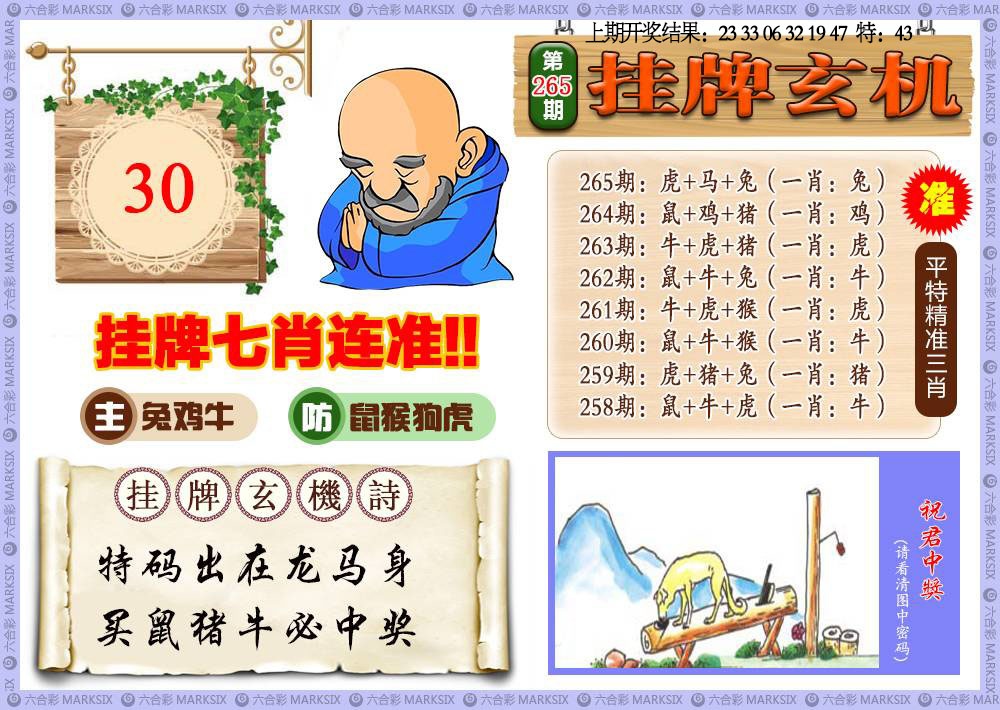 上期开奖结果：23 33 06 32 19 47 特：43
第
265
期
挂牌玄机
30
挂牌七肖连准!!
主 兔鸡牛
防 鼠猴狗虎
挂牌玄機詩
特码出在龙马身
买鼠猪牛必中奖
265期：虎+马+兔（一肖：兔）
264期：鼠+鸡+猪（一肖：鸡）
263期：牛+虎+猪（一肖：虎）
262期：鼠+牛+兔（一肖：牛）
261期：牛+虎+猴（一肖：虎）
260期：鼠+牛+猴（一肖：牛）
259期：虎+猪+兔（一肖：猪）
258期：鼠+牛+虎（一肖：牛）
准
平特精准三肖
祝君中獎
（请看清图中密码）
六合彩 MARKSIX